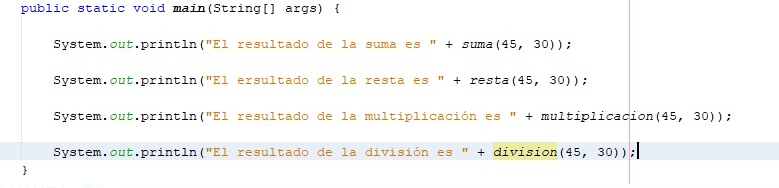 public static void main(String[] args) {
System.out.println("El resultado de la suma es " + suma(45, 30));
System.out.println("El ersultado de la resta es " + resta(45, 30));
System.out.println("El resultado de la multiplicación es " + multiplicacion(45, 30));
System.out.println("El resultado de la división es " + division(45, 30));
}